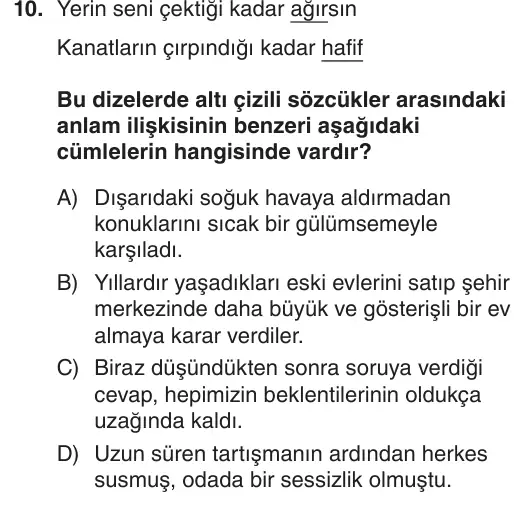 10. Yerin seni çektiği kadar ağırsın
Kanatların çırpındığı kadar hafif
Bu dizelerde altı çizili sözcükler arasındaki
anlam ilişkisinin benzeri aşağıdaki
cümlelerin hangisinde vardır?
A) Dışarıdaki soğuk havaya aldırmadan
konuklarını sıcak bir gülümsemeyle
karşıladı.
B) Yıllardır yaşadıkları eski evlerini satıp şehir
merkezinde daha büyük ve gösterişli bir ev
almaya karar verdiler.
C) Biraz düşündükten sonra soruya verdiği
cevap, hepimizin beklentilerinin oldukça
uzağında kaldı.
D) Uzun süren tartışmanın ardından herkes
susmuş, odada bir sessizlik olmuştu.